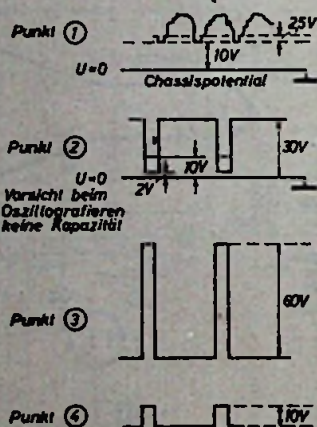 Punkt ①
25V
10V
U=0
Chassispotential
Punkt ②
30V
10V
U=0
2V
Vorsicht beim
Oszillografieren
keine Kapazität
Punkt ③
60V
Punkt ④
10V